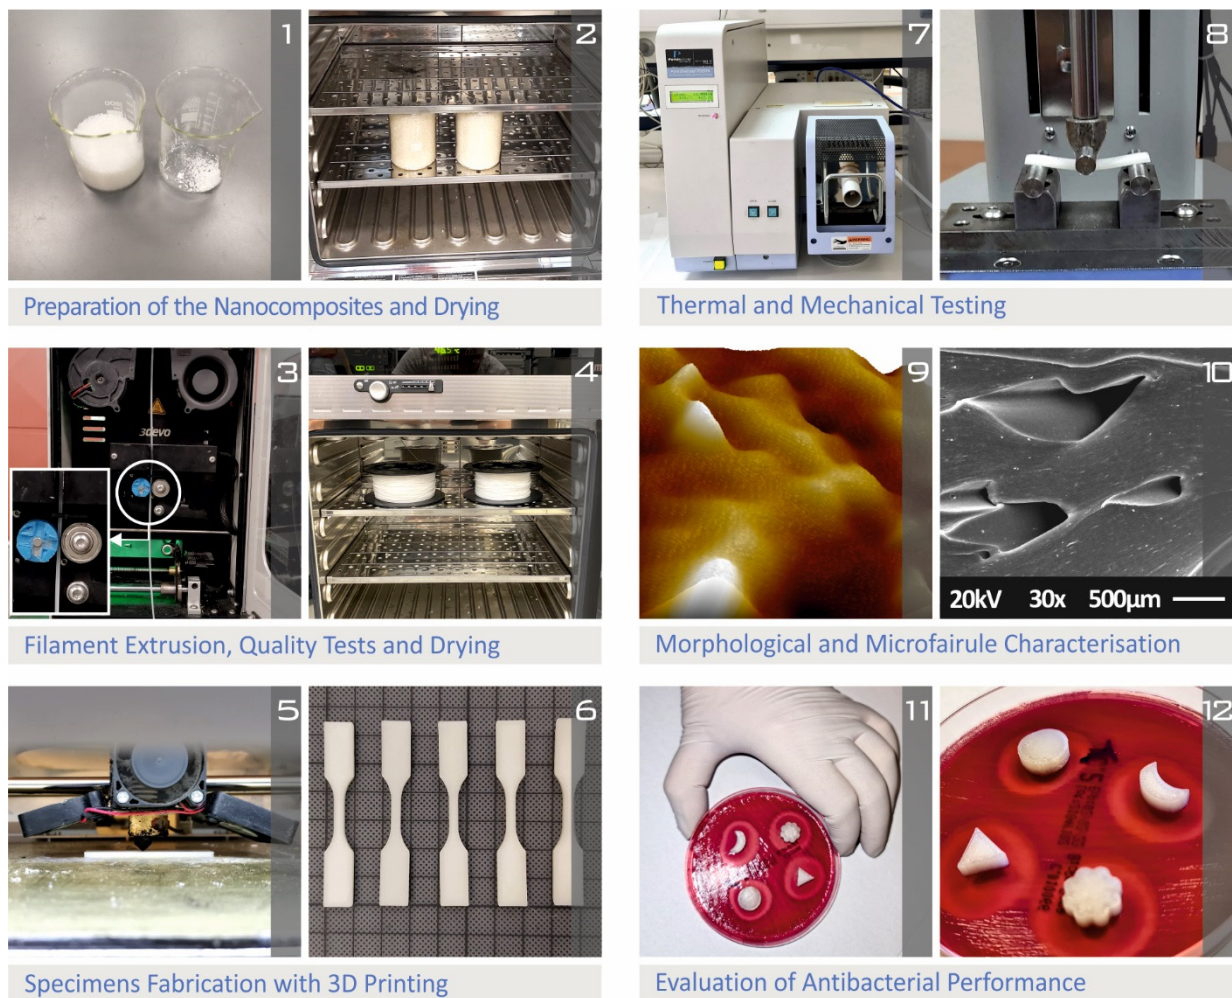 1
2
Preparation of the Nanocomposites and Drying
3
3devo
4
Filament Extrusion, Quality Tests and Drying
5
6
Specimens Fabrication with 3D Printing
7
8
Thermal and Mechanical Testing
9
10
20kV 30x 500µm
Morphological and Microfairule Characterisation
11
12
Evaluation of Antibacterial Performance